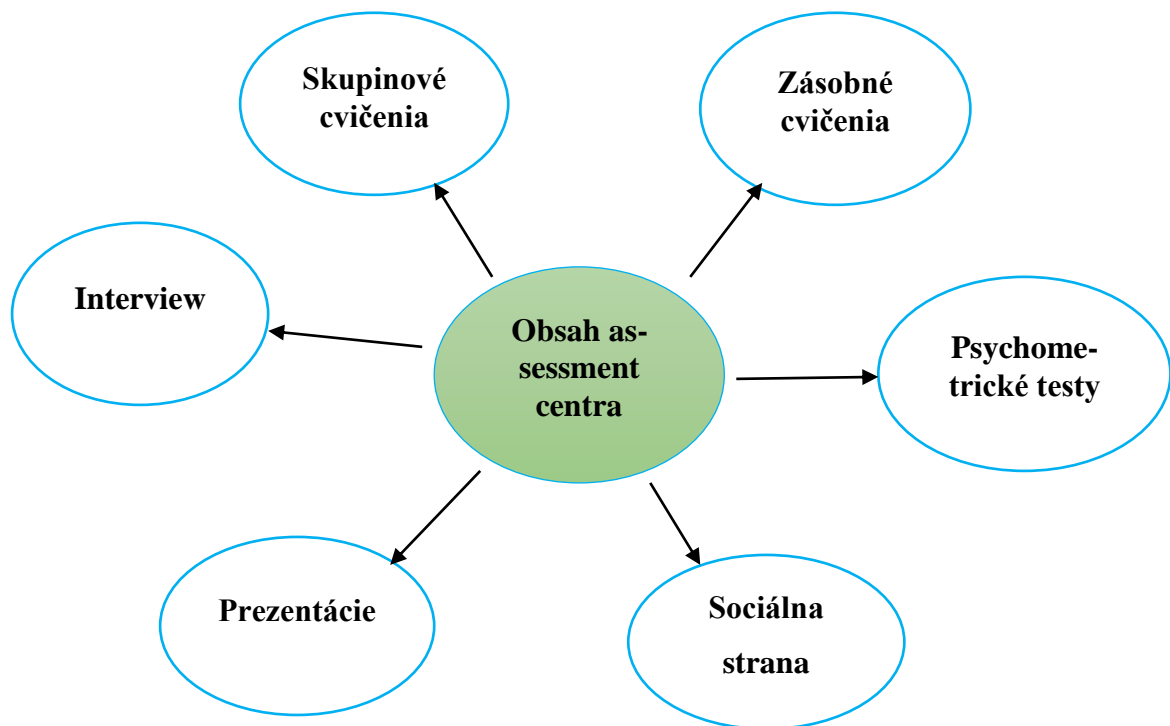 Skupinové
cvičenia
Zásobné
cvičenia
Interview
Obsah as-
sessment
centra
Psychome-
trické testy
Prezentácie
Sociálna
strana